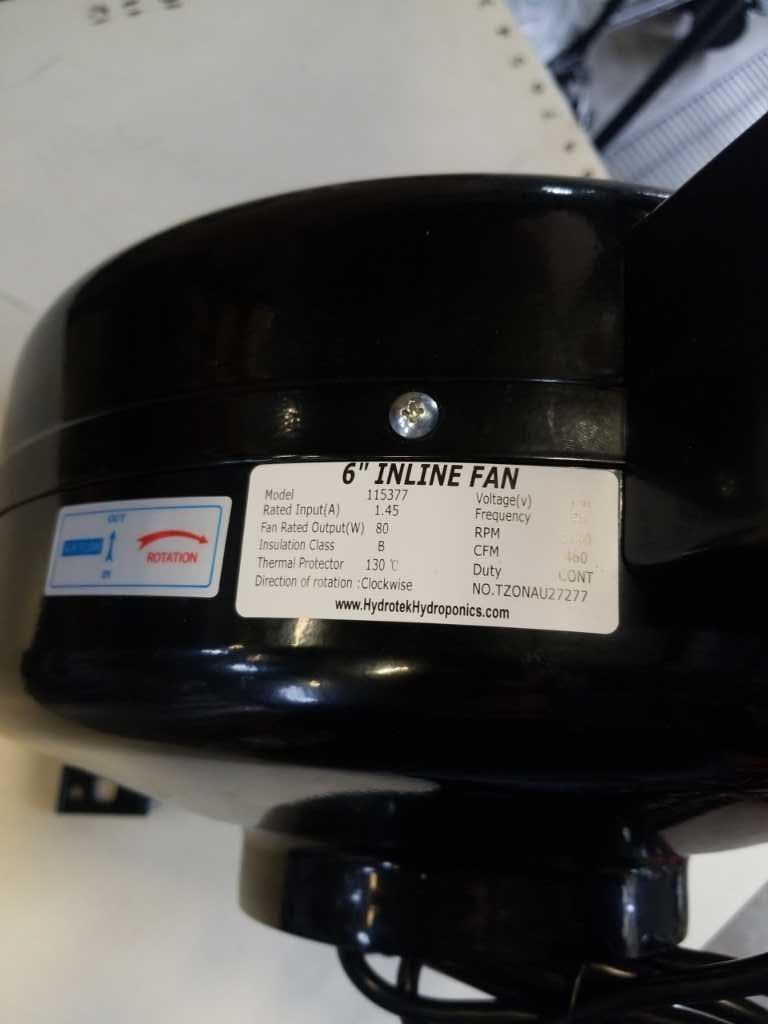 6" INLINE FAN
Model 115377
Rated Input(A) 1.45
Fan Rated Output(W) 80
Insulation Class B
Thermal Protector 130 ℃
Direction of rotation :Clockwise
Voltage(v)
Frequency
RPM
CFM 460
Duty CONT
NO.TZONAU27277
www.HydrotekHydroponics.com
OUT
IN
ROTATION